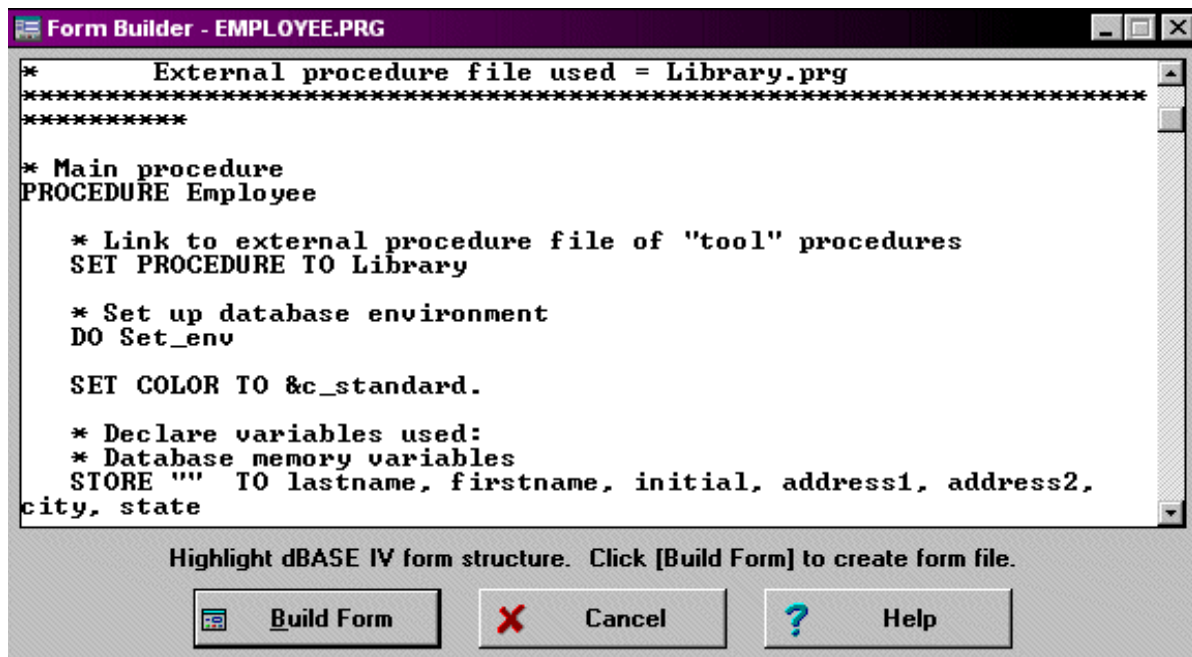 Form Builder - EMPLOYEE.PRG
*        External procedure file used = Library.prg
********************************************************************
**********
* Main procedure
PROCEDURE Employee
   * Link to external procedure file of "tool" procedures
   SET PROCEDURE TO Library
   * Set up database environment
   DO Set_env
   SET COLOR TO &c_standard.
   * Declare variables used:
   * Database memory variables
   STORE ""  TO lastname, firstname, initial, address1, address2,
city, state
Highlight dBASE IV form structure.  Click [Build Form] to create form file.
Build Form
Cancel
? Help